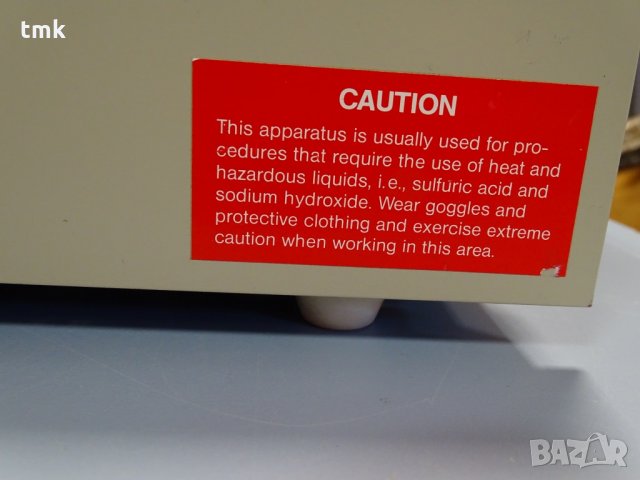 tmk
CAUTION
This apparatus is usually used for pro-
cedures that require the use of heat and
hazardous liquids, i.e., sulfuric acid and
sodium hydroxide. Wear goggles and
protective clothing and exercise extreme
caution when working in this area.
BAZAR